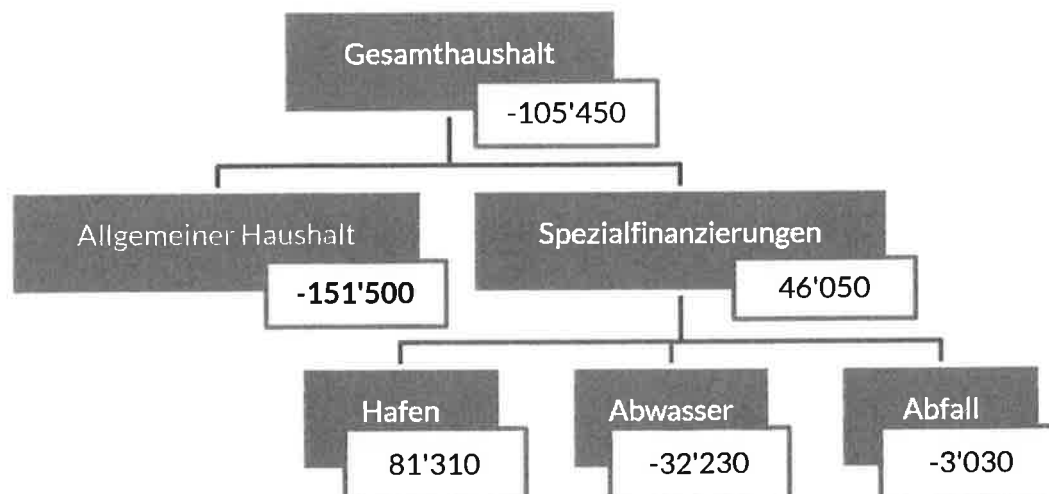 Gesamthaushalt
-105'450
Allgemeiner Haushalt
-151'500
Spezialfinanzierungen
46'050
Hafen
81'310
Abwasser
-32'230
Abfall
-3'030